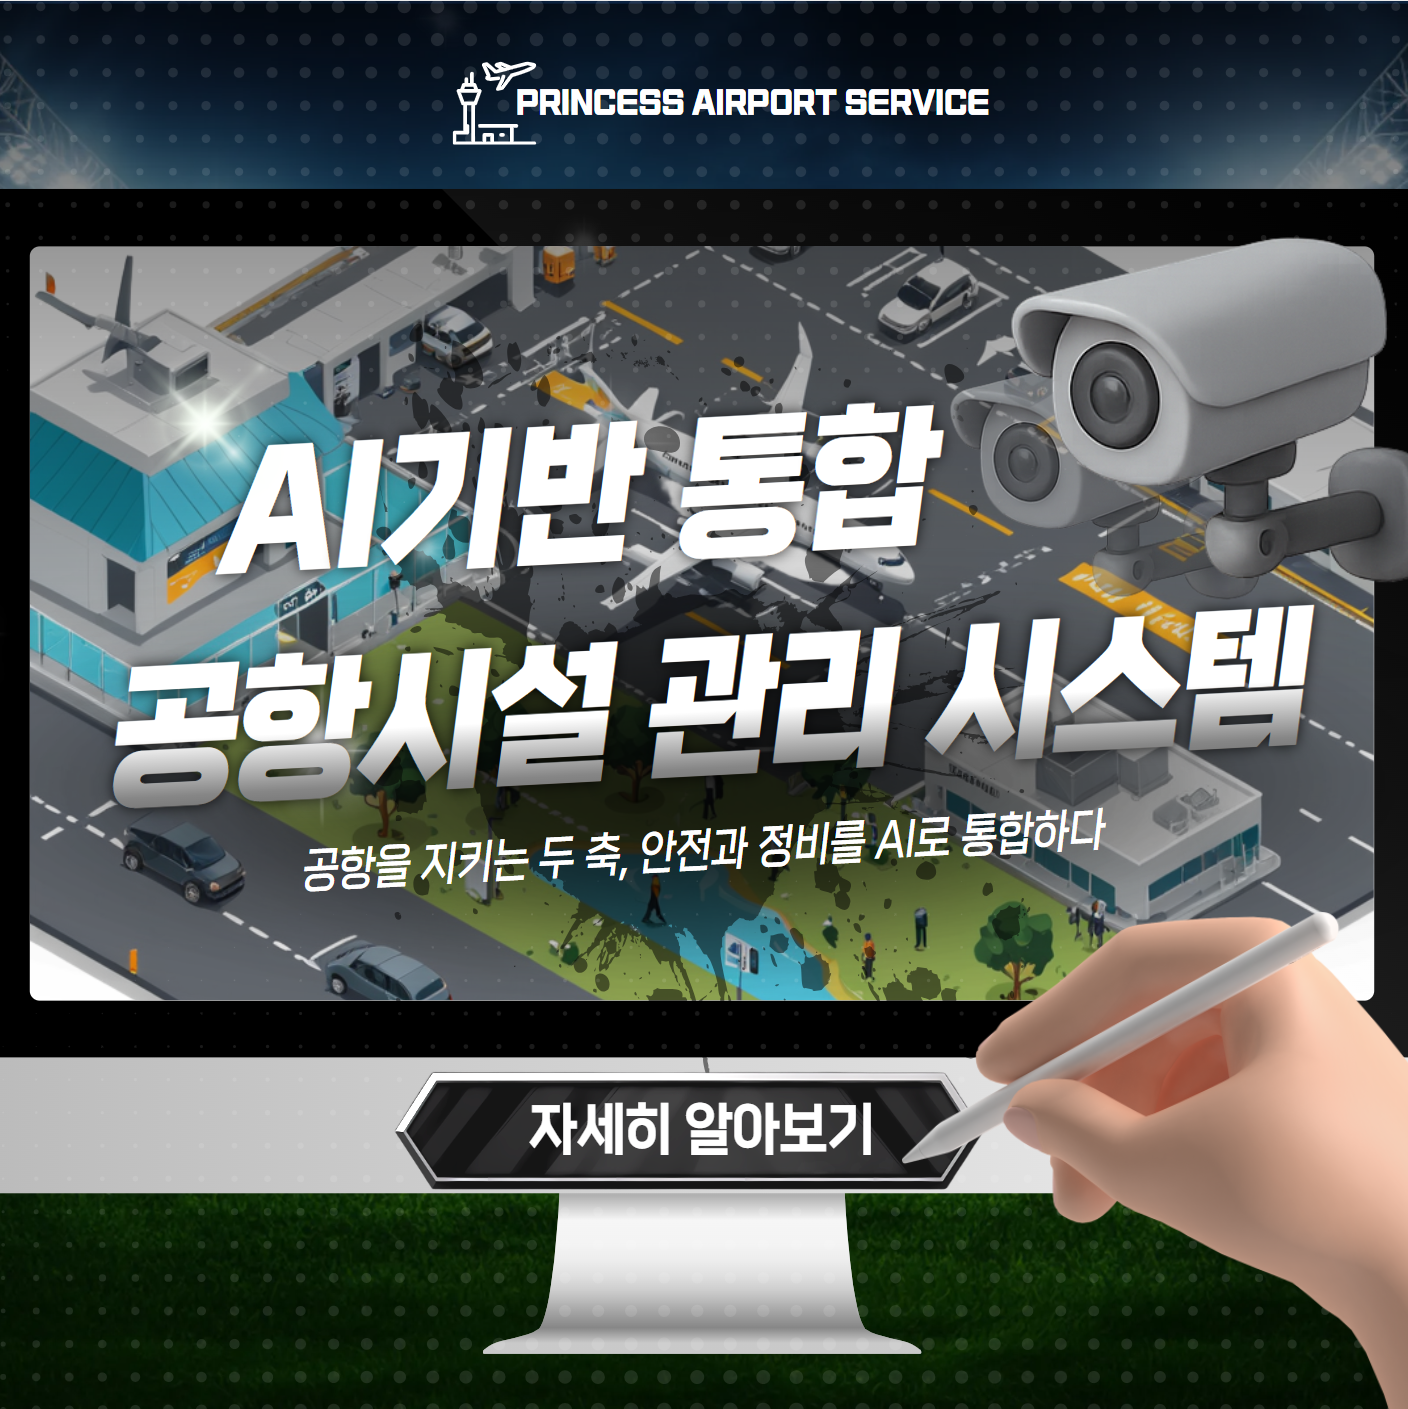 PRINCESS AIRPORT SERVICE
AI기반 통합
공항시설 관리 시스템
공항을 지키는 두 축, 안전과 정비를 AI로 통합하다
자세히 알아보기